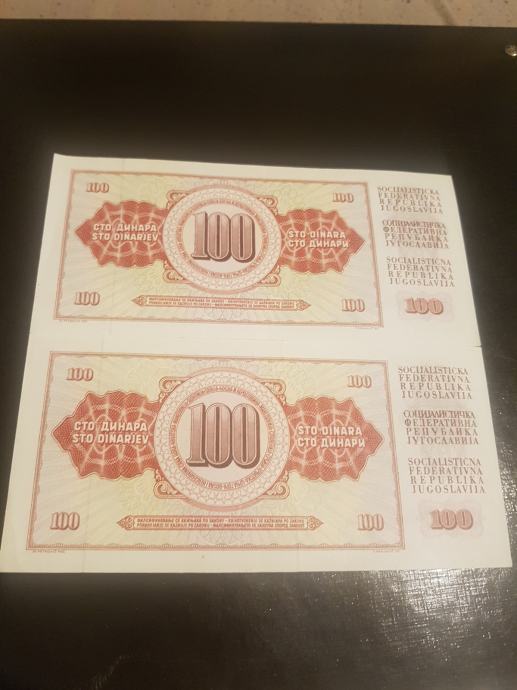 100
100
СТО ДИНАРА
STO DINARJEV
100
STO DINARA
СТО ДИНАРИ
100
100
SOCIJALISTIČKA
FEDERATIVNA
REPUBLIKA
JUGOSLAVIJA
СОЦИЈАЛИСТИЧКА
ФЕДЕРАТИВНА
РЕПУБЛИКА
ЈУГОСЛАВИЈА
SOCIALISTIČNA
FEDERATIVNA
REPUBLIKA
JUGOSLAVIJA
100
100
100
СТО ДИНАРА
STO DINARJEV
100
STO DINARA
СТО ДИНАРИ
100
100
SOCIJALISTIČKA
FEDERATIVNA
REPUBLIKA
JUGOSLAVIJA
СОЦИЈАЛИСТИЧКА
ФЕДЕРАТИВНА
РЕПУБЛИКА
ЈУГОСЛАВИЈА
SOCIALISTIČNA
FEDERATIVNA
REPUBLIKA
JUGOSLAVIJA
100